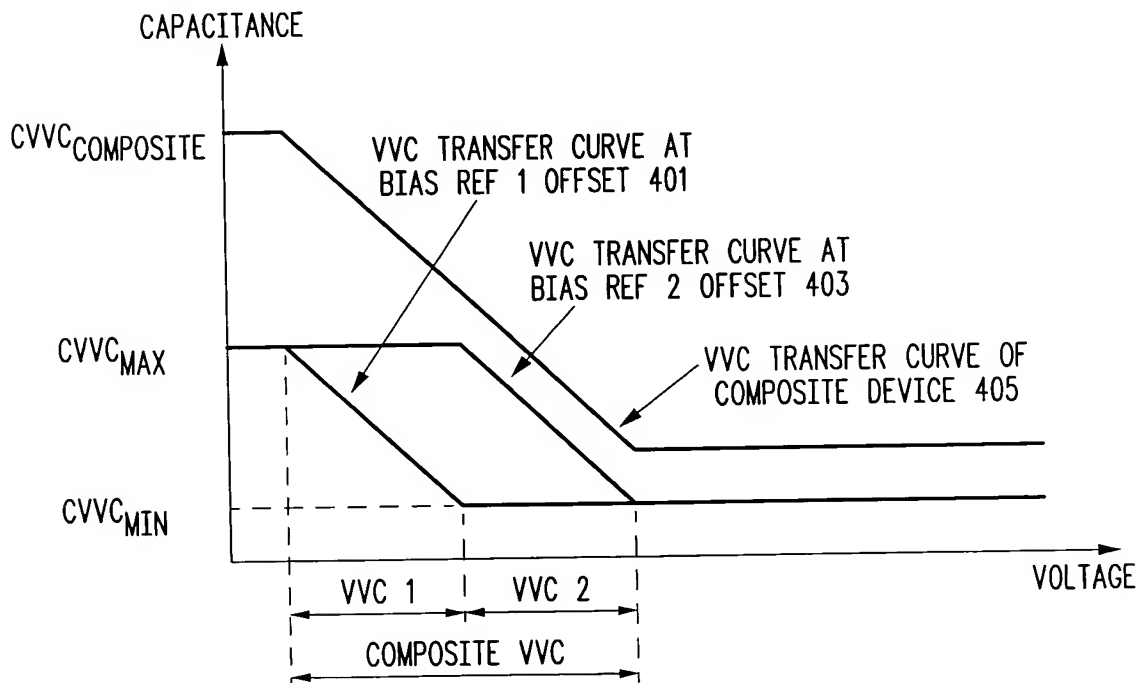 CAPACITANCE
CVVCCOMPOSITE
VVC TRANSFER CURVE AT
BIAS REF 1 OFFSET 401
VVC TRANSFER CURVE AT
BIAS REF 2 OFFSET 403
CVVCMAX
VVC TRANSFER CURVE OF
COMPOSITE DEVICE 405
CVVCMIN
VOLTAGE
VVC 1
VVC 2
COMPOSITE VVC